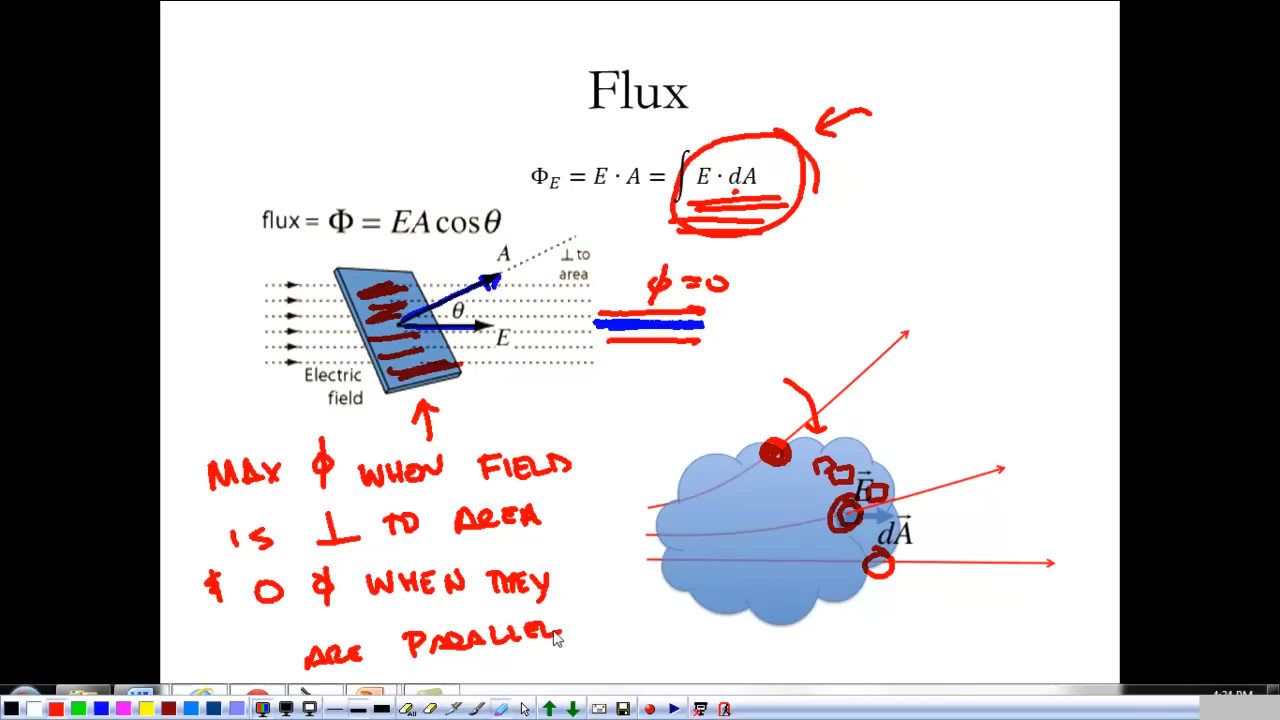 Flux
Φ_E = E · A = ∫ E · dA
flux = Φ = EA cos θ
A
⊥ to
area
ϕ = 0
θ
E
Electric
field
MAX ϕ WHEN FIELD
IS ⊥ TO AREA
& 0 ϕ WHEN THEY
ARE PARALLEL
E⃗
dA⃗